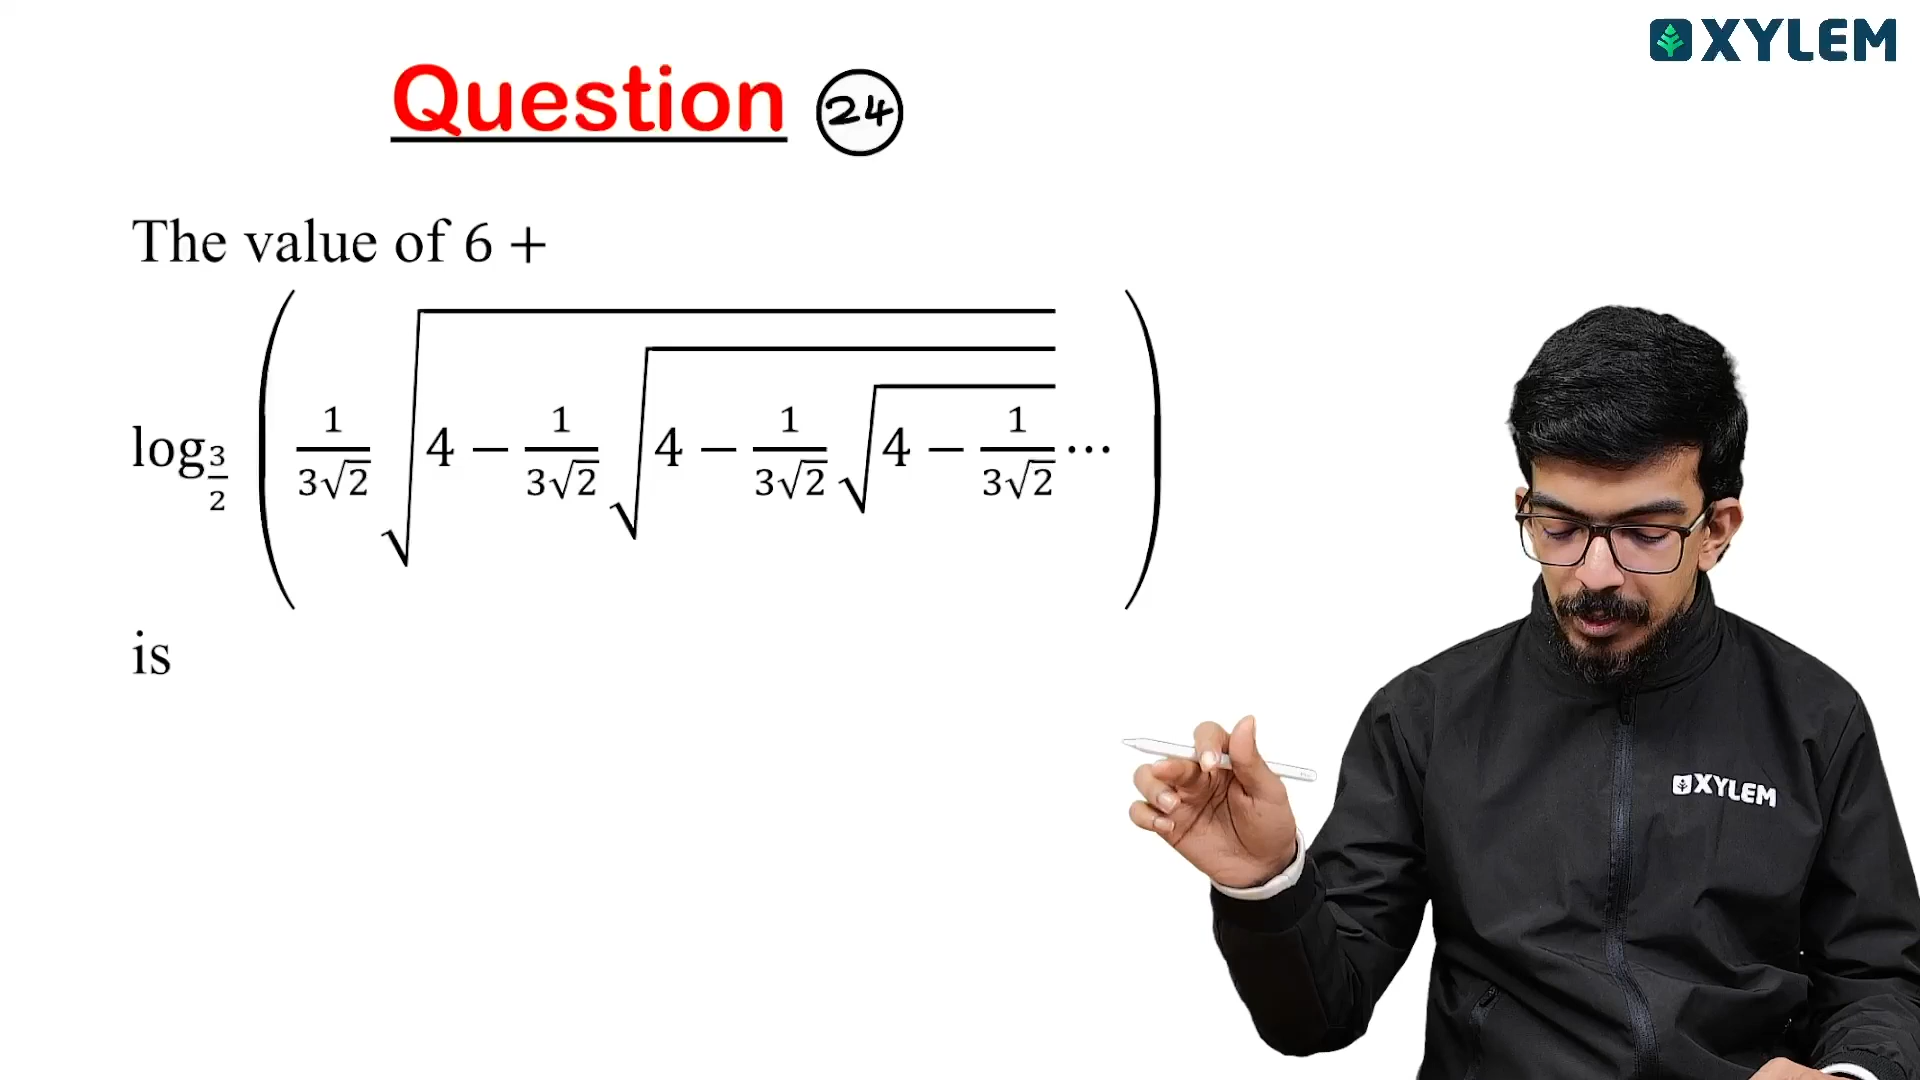 XYLEM
Question 24
The value of 6 +
log_{3/2} ( 1/(3√2) √(4 − 1/(3√2) √(4 − 1/(3√2) √(4 − 1/(3√2) ⋯ )
is
XYLEM